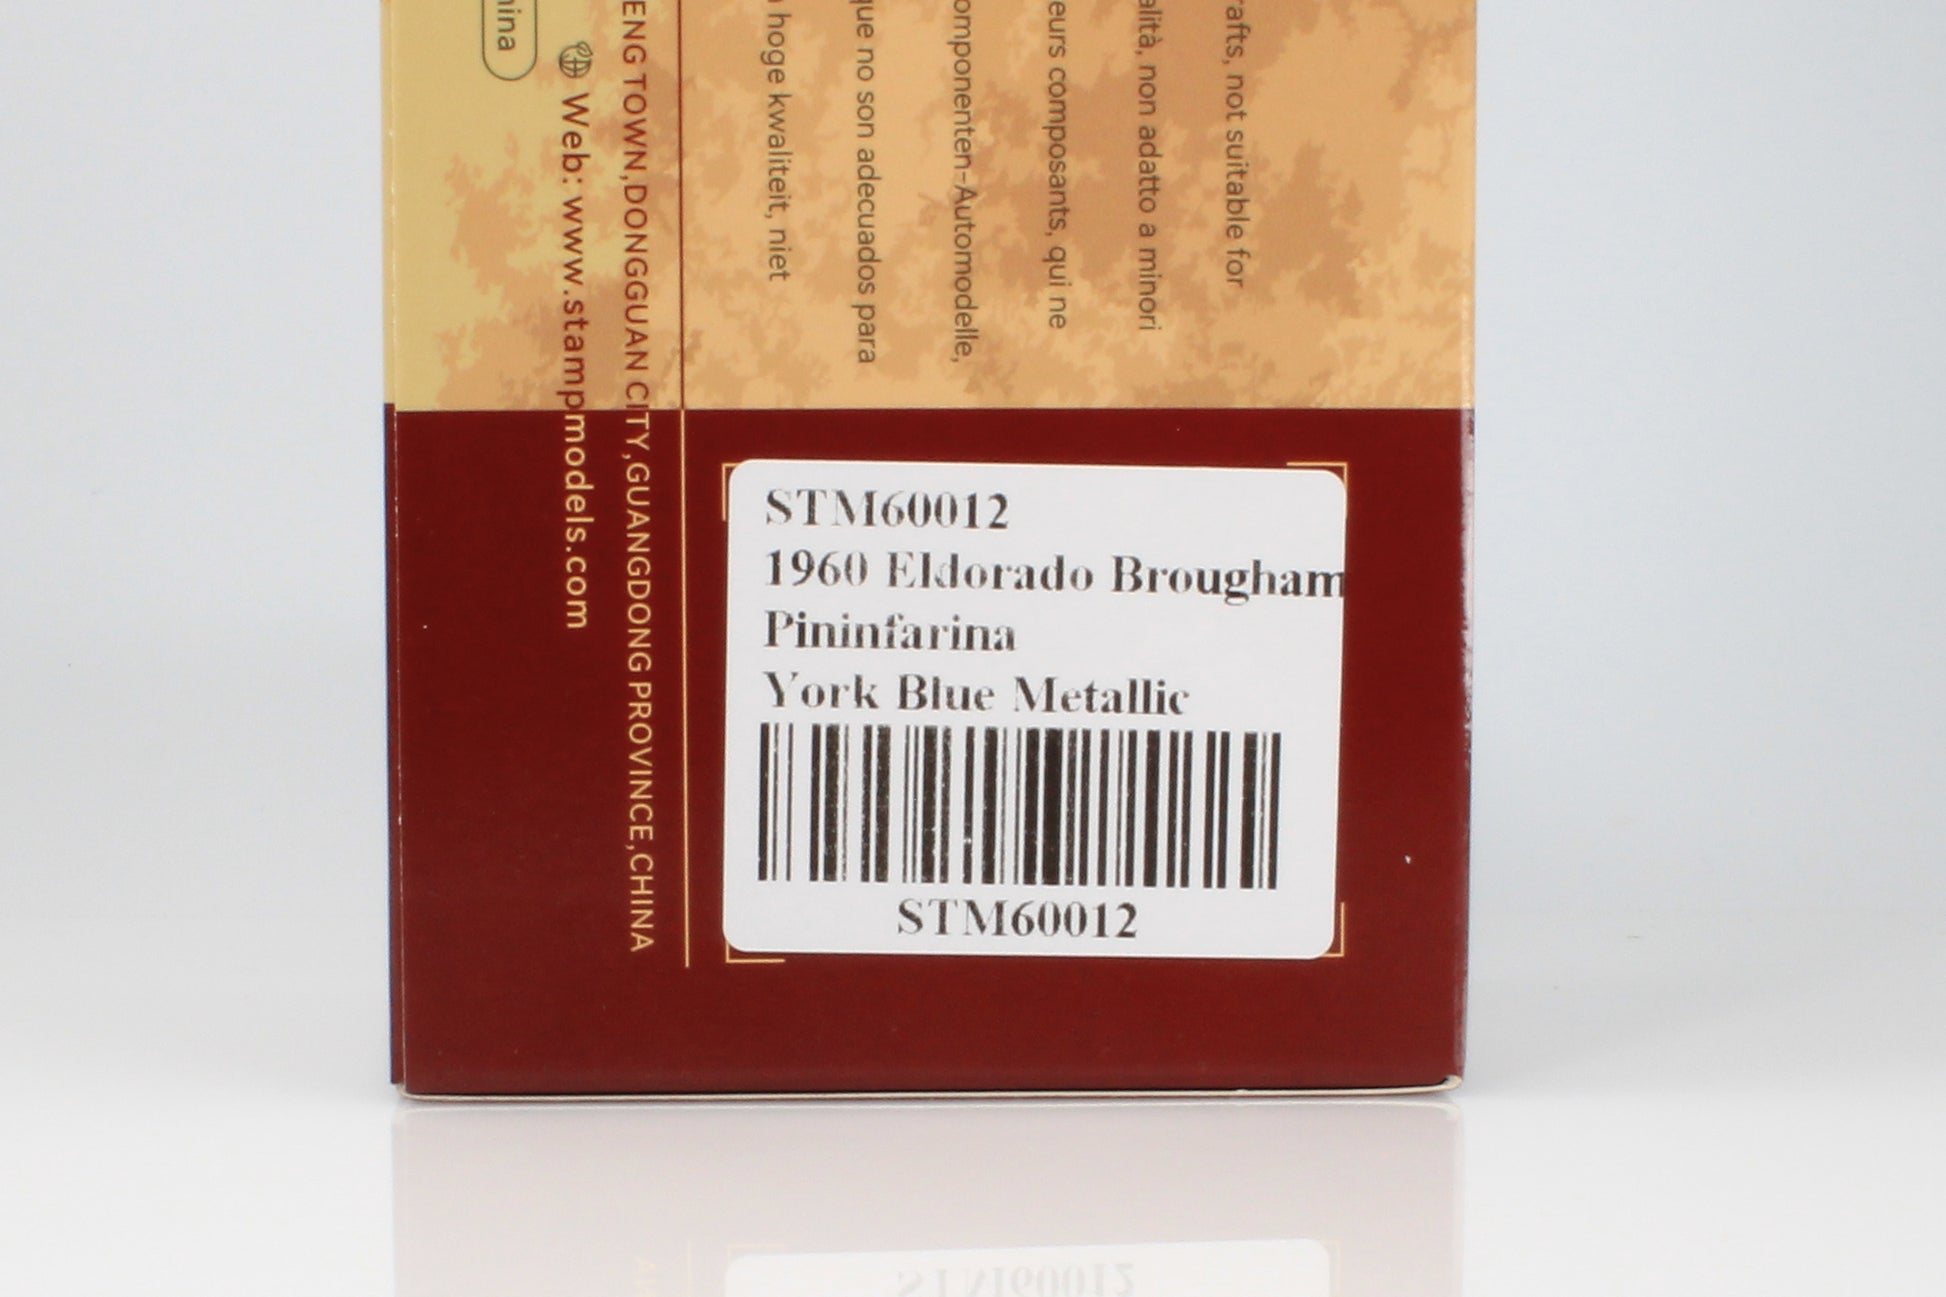 STM60012
1960 Eldorado Brougham
Pininfarina
York Blue Metallic
STM60012
rafts, not suitable for
alità, non adatto a minori
eurs composants, qui ne
omponenten-Automodelle,
que no son adecuados para
hoge kwaliteit, niet
ENG TOWN,DONGGUAN CITY,GUANGDONG PROVINCE,CHINA
Web: www.stampmodels.com
hina